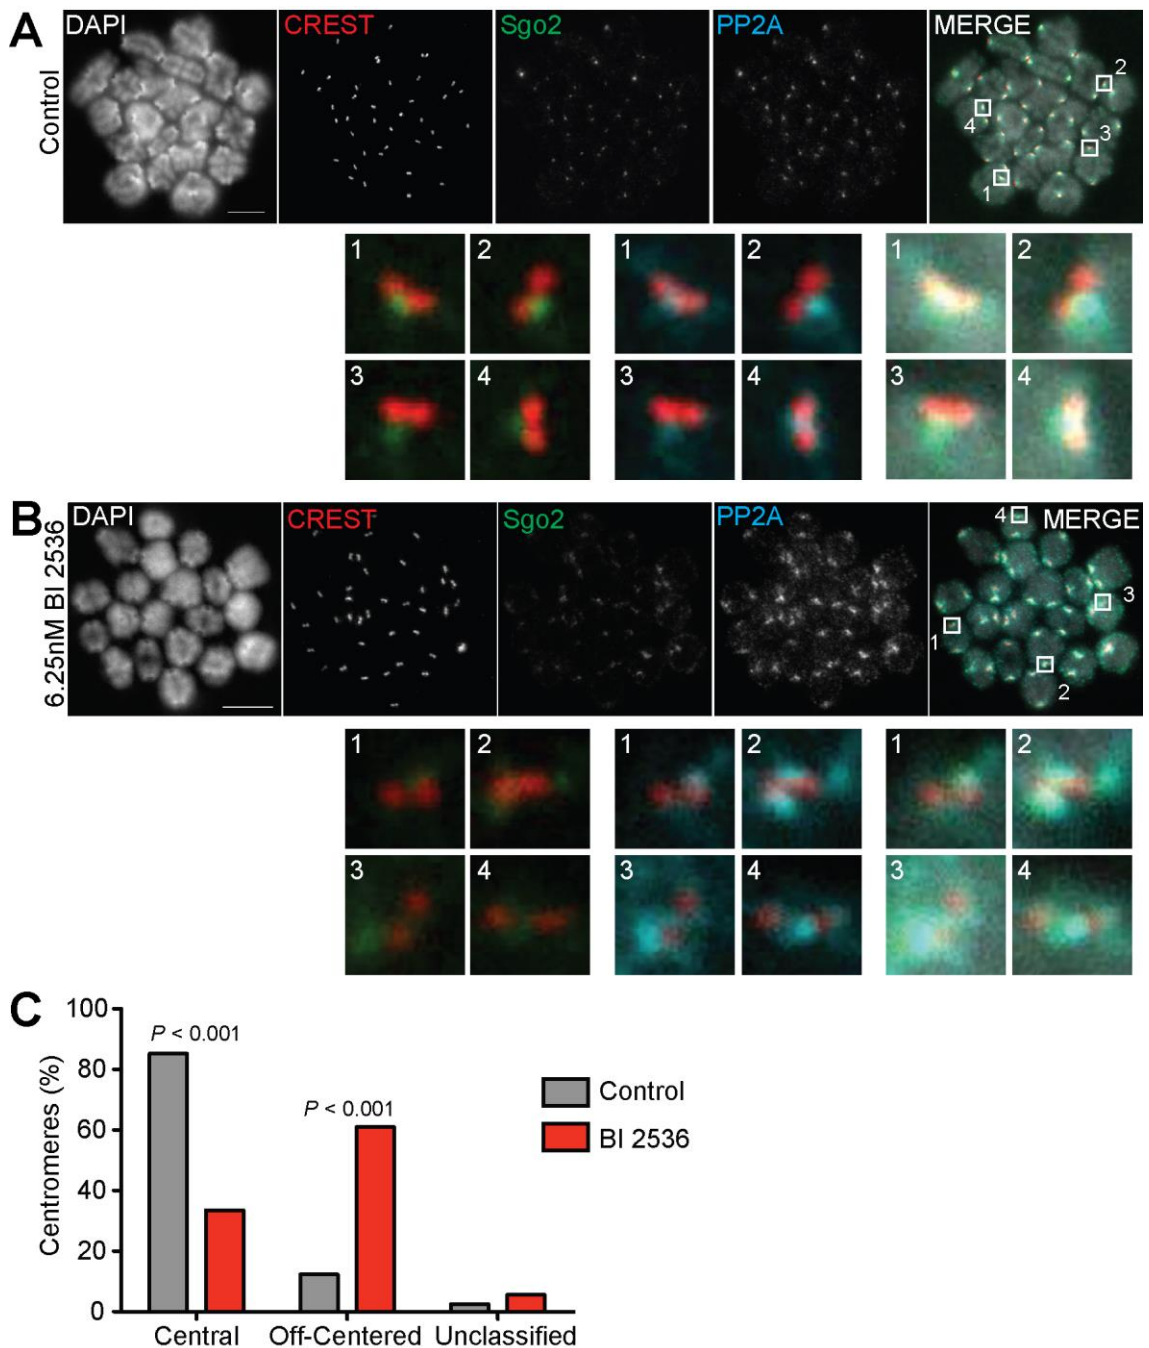 A
Control
DAPI
CREST
Sgo2
PP2A
MERGE
2
4
3
1
1 2 1 2 1 2
3 4 3 4 3 4
B
6.25nM BI 2536
DAPI
CREST
Sgo2
PP2A
4 MERGE
3
1
2
1 2 1 2 1 2
3 4 3 4 3 4
C
Centromeres (%)
100
80
60
40
20
0
P < 0.001
P < 0.001
Control
BI 2536
Central Off-Centered Unclassified